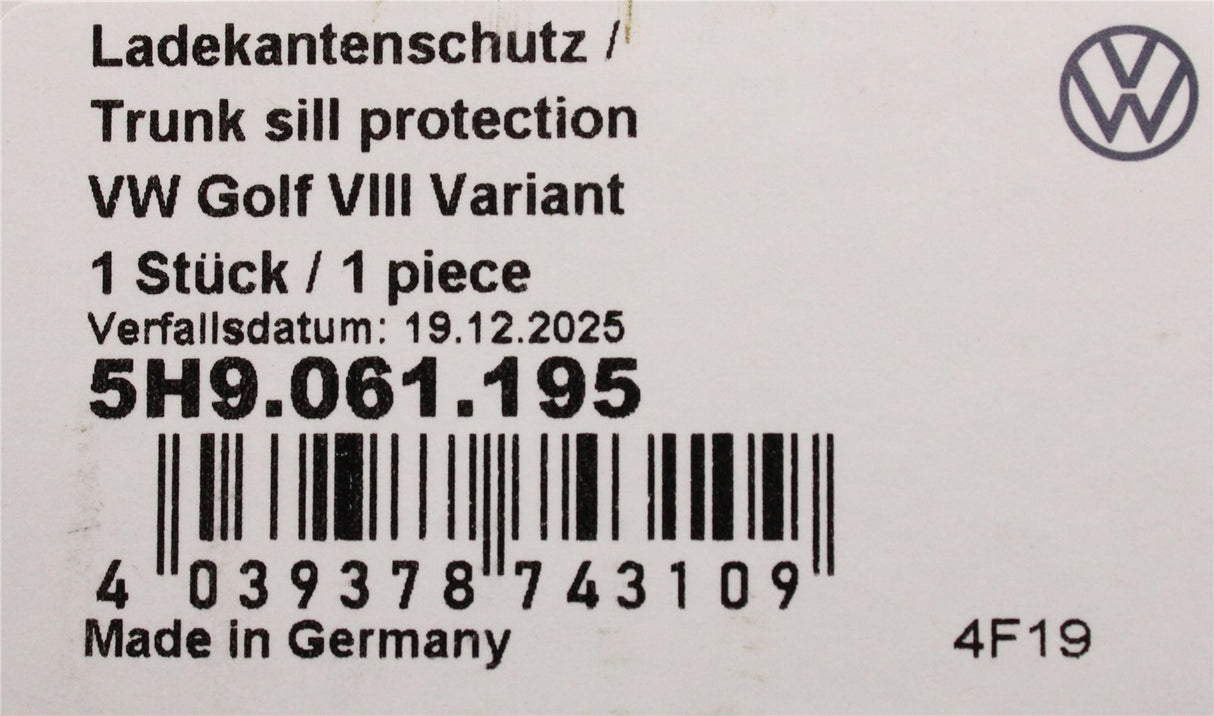 Ladekantenschutz /
Trunk sill protection
VW Golf VIII Variant
1 Stück / 1 piece
Verfallsdatum: 19.12.2025
5H9.061.195
4 039378 743109
Made in Germany
4F19